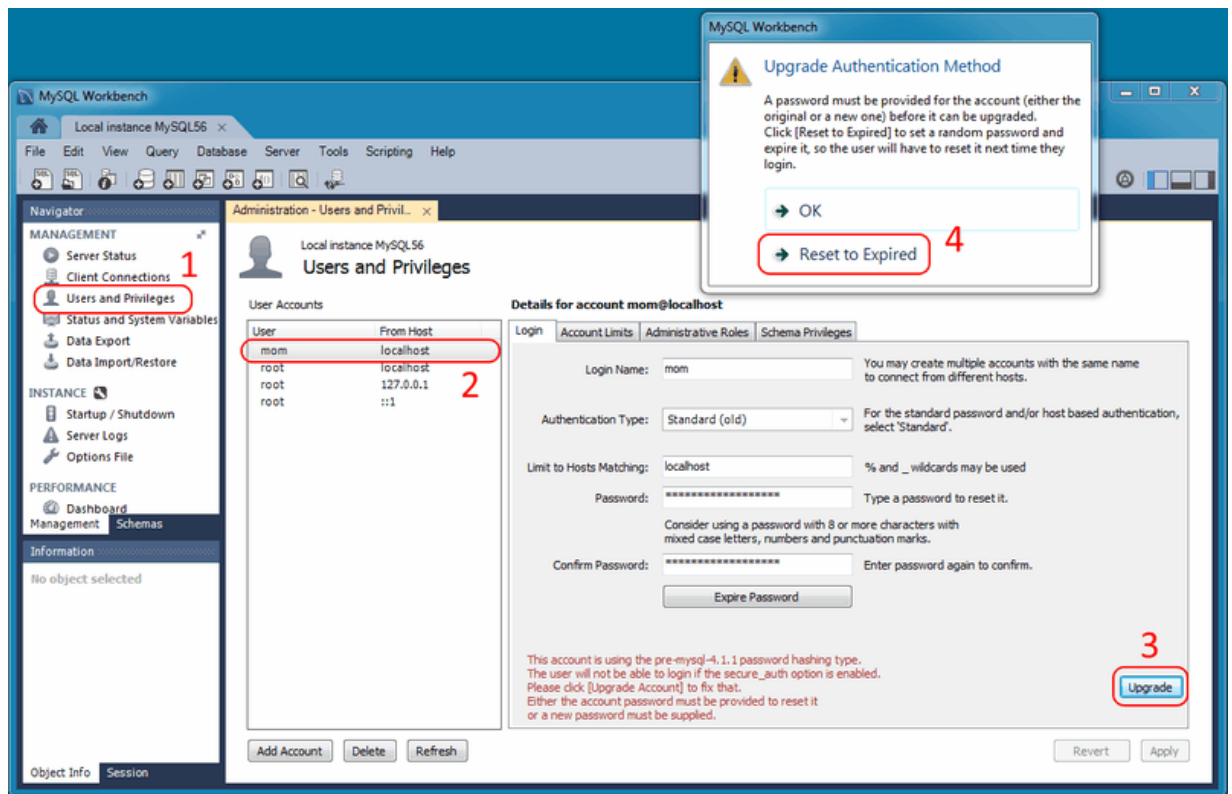 MySQL Workbench
Upgrade Authentication Method
A password must be provided for the account (either the
original or a new one) before it can be upgraded.
Click [Reset to Expired] to set a random password and
expire it, so the user will have to reset it next time they
login.
OK
Reset to Expired
4
MySQL Workbench
Local instance MySQL56
File Edit View Query Database Server Tools Scripting Help
Navigator
MANAGEMENT
Server Status
Client Connections
1
Users and Privileges
Status and System Variables
Data Export
Data Import/Restore
INSTANCE
Startup / Shutdown
Server Logs
Options File
PERFORMANCE
Dashboard
Management Schemas
Information
No object selected
Object Info Session
Administration - Users and Privil...
Local instance MySQL56
Users and Privileges
User Accounts
User From Host
mom localhost
root localhost
root 127.0.0.1
root ::1
2
Add Account Delete Refresh
Details for account mom@localhost
Login Account Limits Administrative Roles Schema Privileges
Login Name: mom
You may create multiple accounts with the same name
to connect from different hosts.
Authentication Type: Standard (old)
For the standard password and/or host based authentication,
select 'Standard'.
Limit to Hosts Matching: localhost % and _ wildcards may be used
Password: ****************** Type a password to reset it.
Consider using a password with 8 or more characters with
mixed case letters, numbers and punctuation marks.
Confirm Password: ****************** Enter password again to confirm.
Expire Password
This account is using the pre-mysql-4.1.1 password hashing type.
The user will not be able to login if the secure_auth option is enabled.
Please click [Upgrade Account] to fix that.
Either the account password must be provided to reset it
or a new password must be supplied.
3
Upgrade
Revert Apply